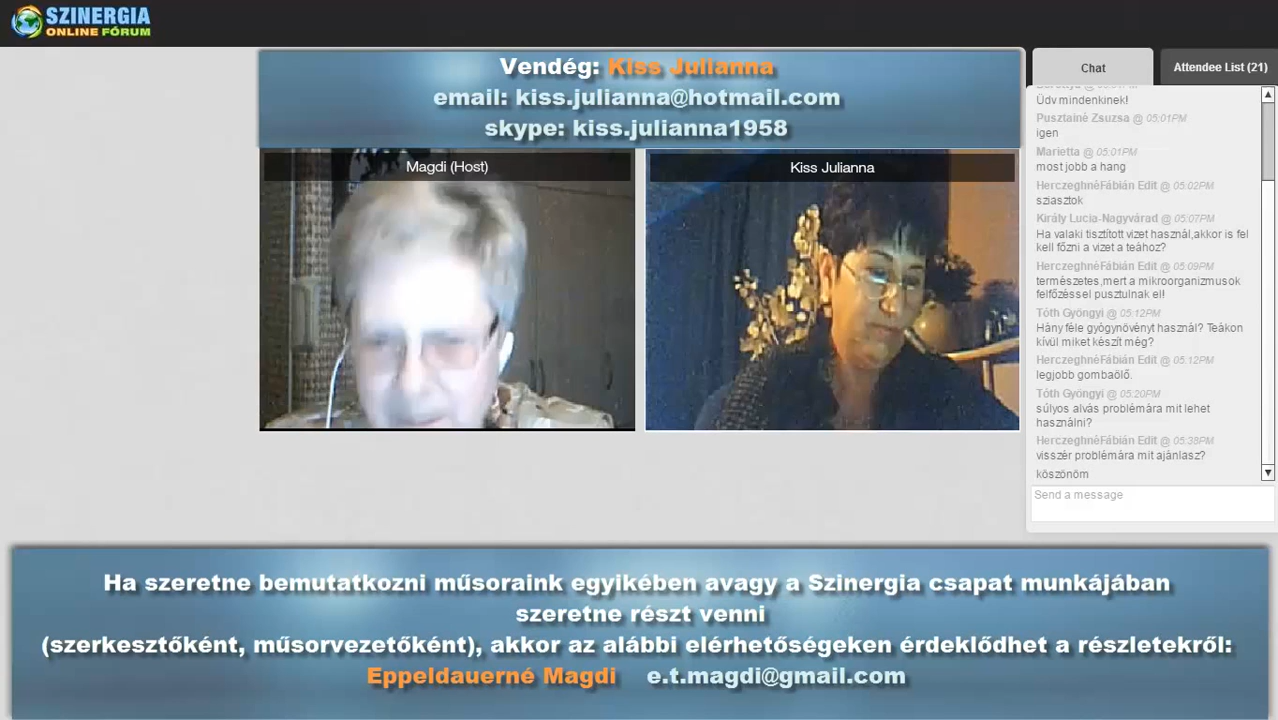 SZINERGIA
ONLINE FÓRUM
Vendég: Kiss Julianna
email: kiss.julianna@hotmail.com
skype: kiss.julianna1958
Magdi (Host)
Kiss Julianna
Chat
Attendee List (21)
Üdv mindenkinek!
Pusztainé Zsuzsa @ 05:01PM
igen
Marietta @ 05:01PM
most jobb a hang
HerczeghnéFábián Edit @ 05:02PM
sziasztok
Király Lucia-Nagyvárad @ 05:07PM
Ha valaki tisztított vizet használ,akkor is fel
kell főzni a vizet a teához?
HerczeghnéFábián Edit @ 05:09PM
természetes,mert a mikroorganizmusok
felfőzéssel pusztulnak el!
Tóth Gyöngyi @ 05:12PM
Hány féle gyógynövényt használ? Teákon
kívül miket készít még?
HerczeghnéFábián Edit @ 05:12PM
legjobb gombaölő.
Tóth Gyöngyi @ 05:20PM
súlyos alvás problémára mit lehet
használni?
HerczeghnéFábián Edit @ 05:38PM
visszér problémára mit ajánlasz?
köszönöm
Send a message
Ha szeretne bemutatkozni műsoraink egyikében avagy a Szinergia csapat munkájában
szeretne részt venni
(szerkesztőként, műsorvezetőként), akkor az alábbi elérhetőségeken érdeklődhet a részletekről:
Eppeldauerné Magdi e.t.magdi@gmail.com